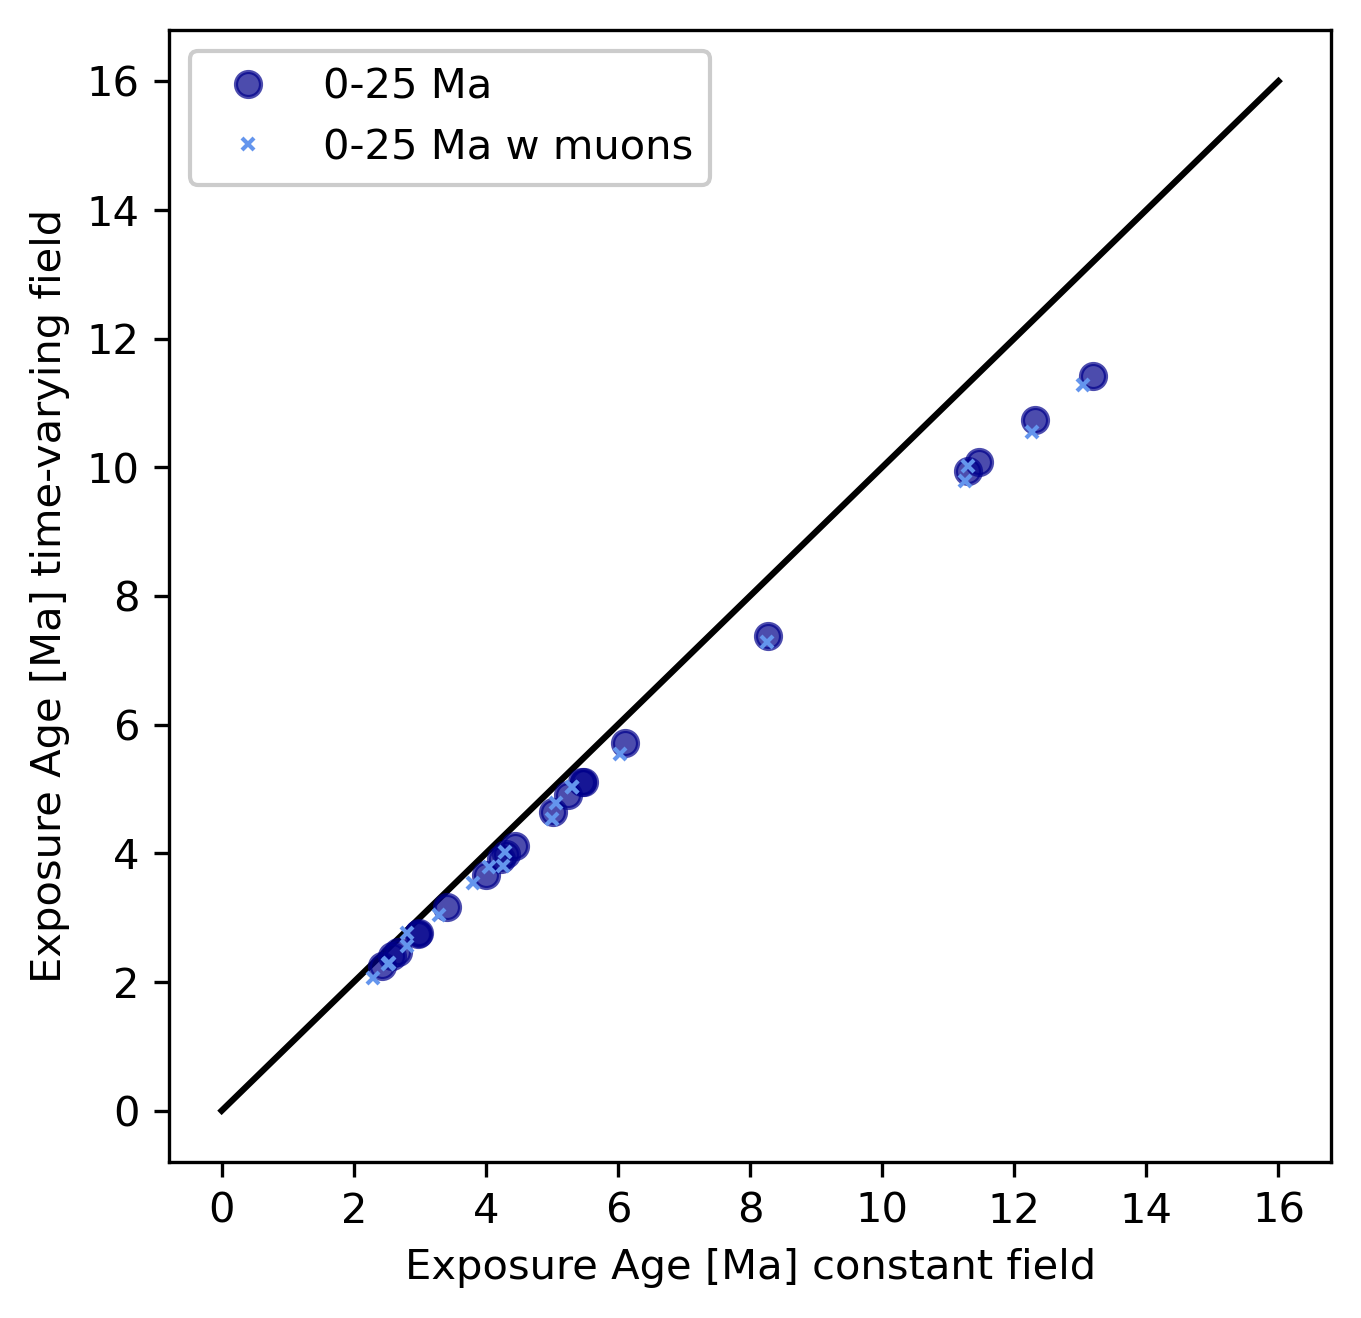 0-25 Ma
0-25 Ma w muons
Exposure Age [Ma] time-varying field
16
14
12
10
8
6
4
2
0
0 2 4 6 8 10 12 14 16
Exposure Age [Ma] constant field